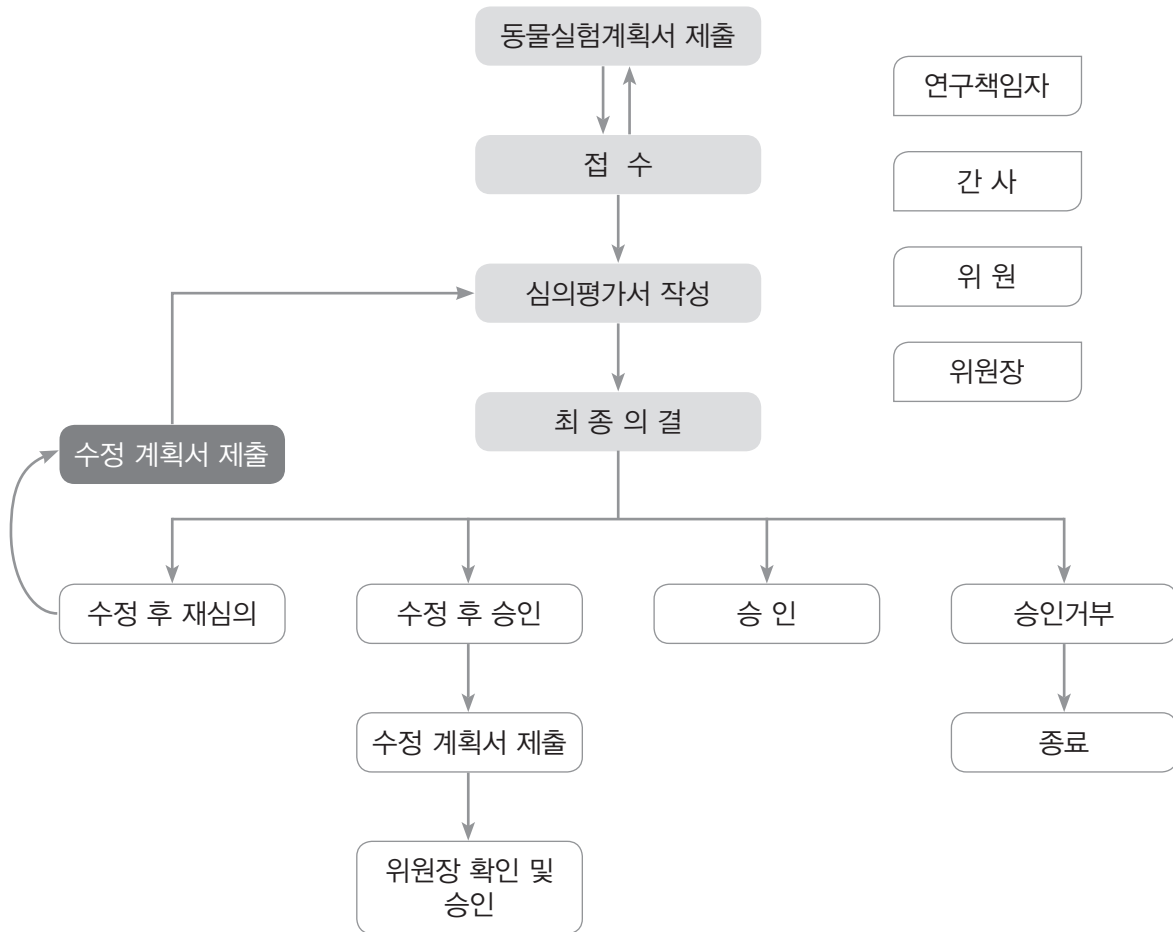 동물실험계획서 제출
연구책임자
접 수
간 사
심의평가서 작성
위 원
최 종 의 결
위원장
수정 계획서 제출
수정 후 재심의
수정 후 승인
승 인
승인거부
수정 계획서 제출
종료
위원장 확인 및
승인